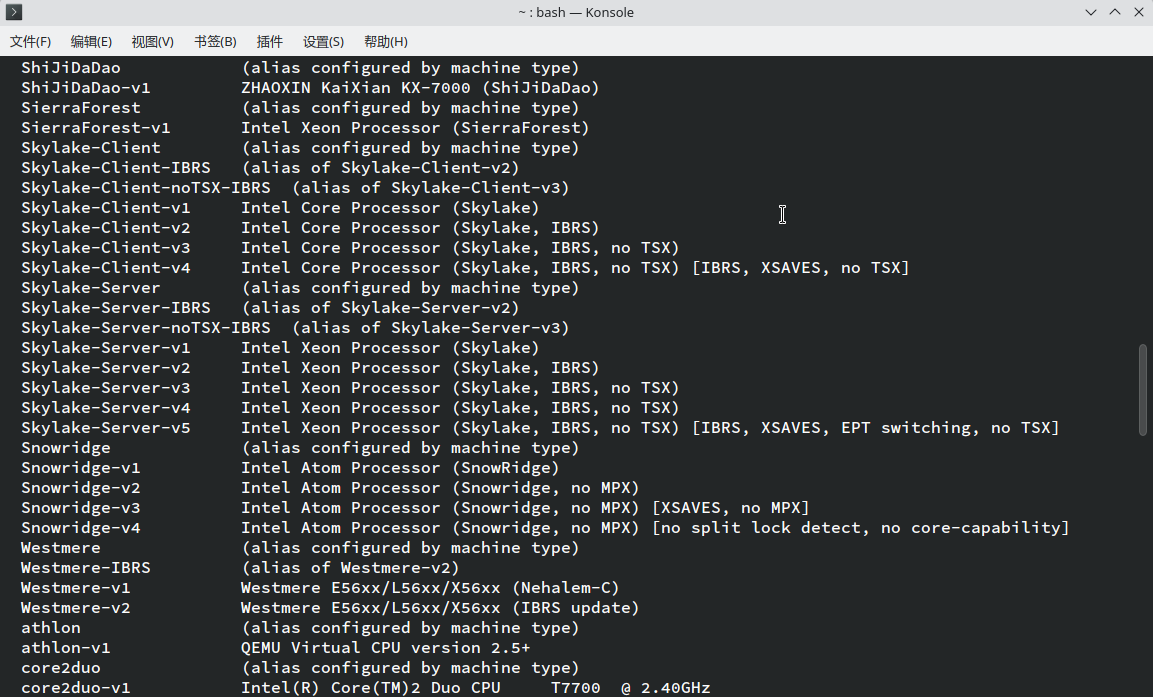 ~ : bash — Konsole
文件(F) 编辑(E) 视图(V) 书签(B) 插件 设置(S) 帮助(H)
ShiJiDaDao (alias configured by machine type)
ShiJiDaDao-v1 ZHAOXIN KaiXian KX-7000 (ShiJiDaDao)
SierraForest (alias configured by machine type)
SierraForest-v1 Intel Xeon Processor (SierraForest)
Skylake-Client (alias configured by machine type)
Skylake-Client-IBRS (alias of Skylake-Client-v2)
Skylake-Client-noTSX-IBRS (alias of Skylake-Client-v3)
Skylake-Client-v1 Intel Core Processor (Skylake)
Skylake-Client-v2 Intel Core Processor (Skylake, IBRS)
Skylake-Client-v3 Intel Core Processor (Skylake, IBRS, no TSX)
Skylake-Client-v4 Intel Core Processor (Skylake, IBRS, no TSX) [IBRS, XSAVES, no TSX]
Skylake-Server (alias configured by machine type)
Skylake-Server-IBRS (alias of Skylake-Server-v2)
Skylake-Server-noTSX-IBRS (alias of Skylake-Server-v3)
Skylake-Server-v1 Intel Xeon Processor (Skylake)
Skylake-Server-v2 Intel Xeon Processor (Skylake, IBRS)
Skylake-Server-v3 Intel Xeon Processor (Skylake, IBRS, no TSX)
Skylake-Server-v4 Intel Xeon Processor (Skylake, IBRS, no TSX)
Skylake-Server-v5 Intel Xeon Processor (Skylake, IBRS, no TSX) [IBRS, XSAVES, EPT switching, no TSX]
Snowridge (alias configured by machine type)
Snowridge-v1 Intel Atom Processor (SnowRidge)
Snowridge-v2 Intel Atom Processor (Snowridge, no MPX)
Snowridge-v3 Intel Atom Processor (Snowridge, no MPX) [XSAVES, no MPX]
Snowridge-v4 Intel Atom Processor (Snowridge, no MPX) [no split lock detect, no core-capability]
Westmere (alias configured by machine type)
Westmere-IBRS (alias of Westmere-v2)
Westmere-v1 Westmere E56xx/L56xx/X56xx (Nehalem-C)
Westmere-v2 Westmere E56xx/L56xx/X56xx (IBRS update)
athlon (alias configured by machine type)
athlon-v1 QEMU Virtual CPU version 2.5+
core2duo (alias configured by machine type)
core2duo-v1 Intel(R) Core(TM)2 Duo CPU T7700 @ 2.40GHz